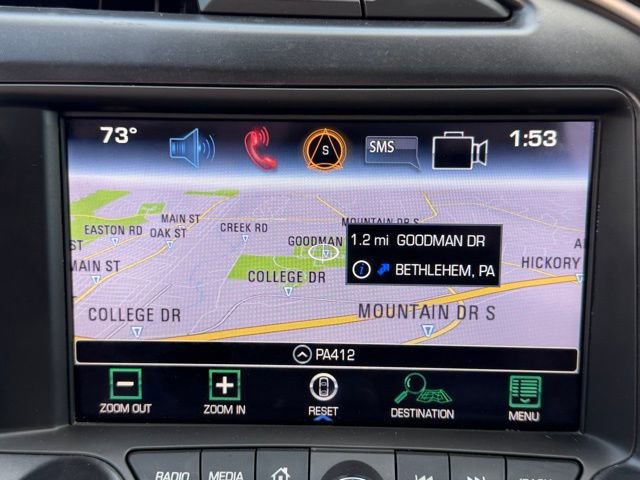 73°
S
SMS
1:53
MAIN ST
OAK ST
EASTON RD
CREEK RD
MOUNTAIN DR S
GOODMAN
1.2 mi GOODMAN DR
BETHLEHEM, PA
ST
MAIN ST
COLLEGE DR
HICKORY
COLLEGE DR
MOUNTAIN DR S
PA412
ZOOM OUT
ZOOM IN
RESET
DESTINATION
MENU
RADIO
MEDIA